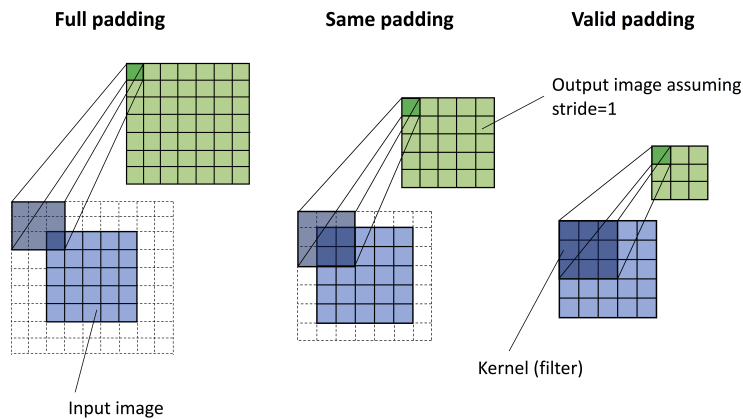 Full padding
Same padding
Valid padding
Output image assuming
stride=1
Kernel (filter)
Input image